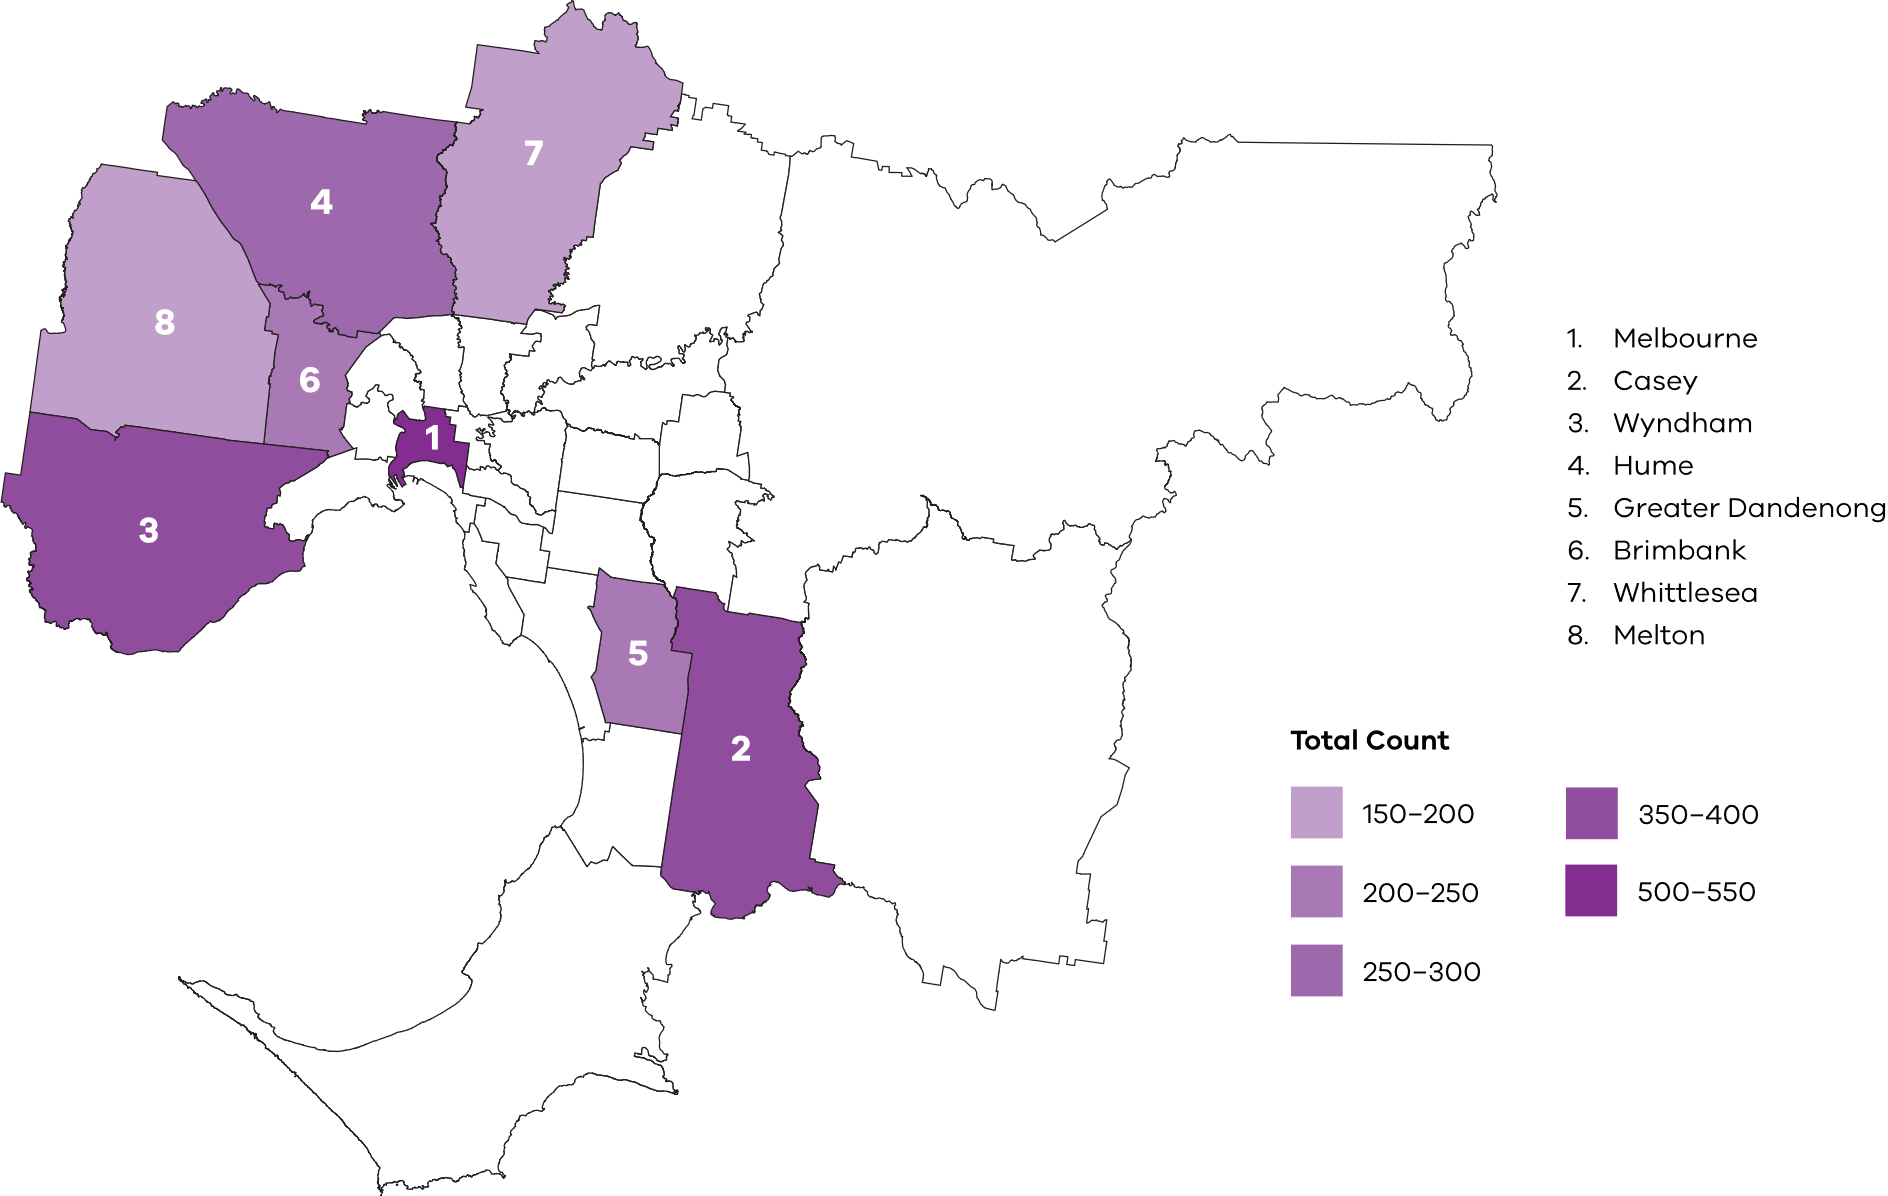 7
4
8
6
1
3
5
2
1. Melbourne
2. Casey
3. Wyndham
4. Hume
5. Greater Dandenong
6. Brimbank
7. Whittlesea
8. Melton
Total Count
150–200
350–400
200–250
500–550
250–300